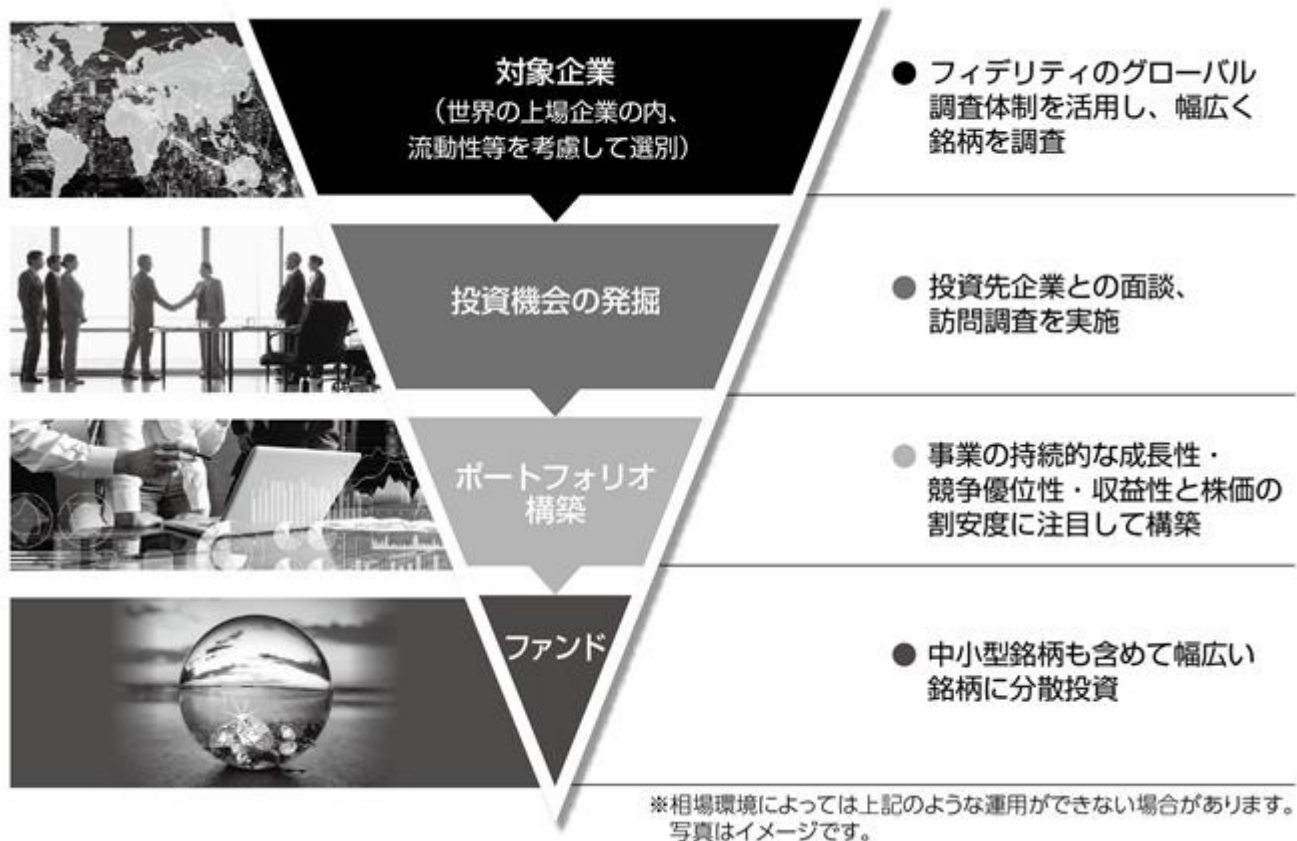 対象企業
（世界の上場企業の内、
流動性等を考慮して選別）
● フィデリティのグローバル
調査体制を活用し、幅広く
銘柄を調査
投資機会の発掘
● 投資先企業との面談、
訪問調査を実施
ポートフォリオ
構築
● 事業の持続的な成長性・
競争優位性・収益性と株価の
割安度に注目して構築
ファンド
● 中小型銘柄も含めて幅広い
銘柄に分散投資
※相場環境によっては上記のような運用ができない場合があります。
写真はイメージです。